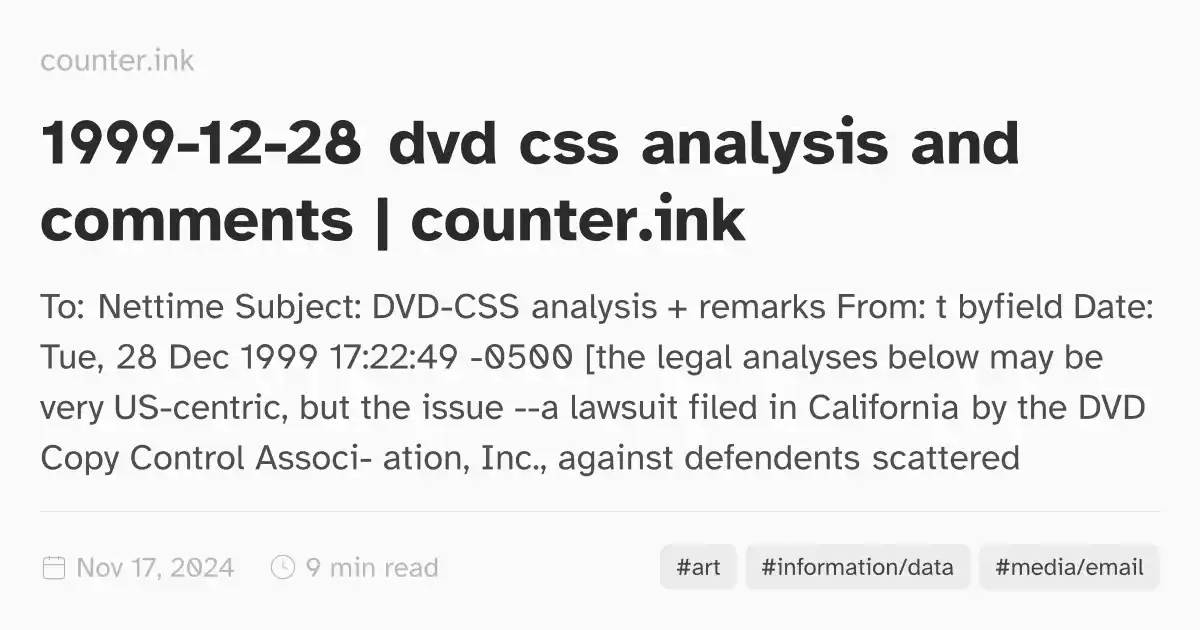 counter.ink
1999-12-28 dvd css analysis and
comments | counter.ink
To: Nettime Subject: DVD-CSS analysis + remarks From: t byfield Date:
Tue, 28 Dec 1999 17:22:49 -0500 [the legal analyses below may be
very US-centric, but the issue --a lawsuit filed in California by the DVD
Copy Control Associ- ation, Inc., against defendents scattered
Nov 17, 2024 9 min read #art #information/data #media/email